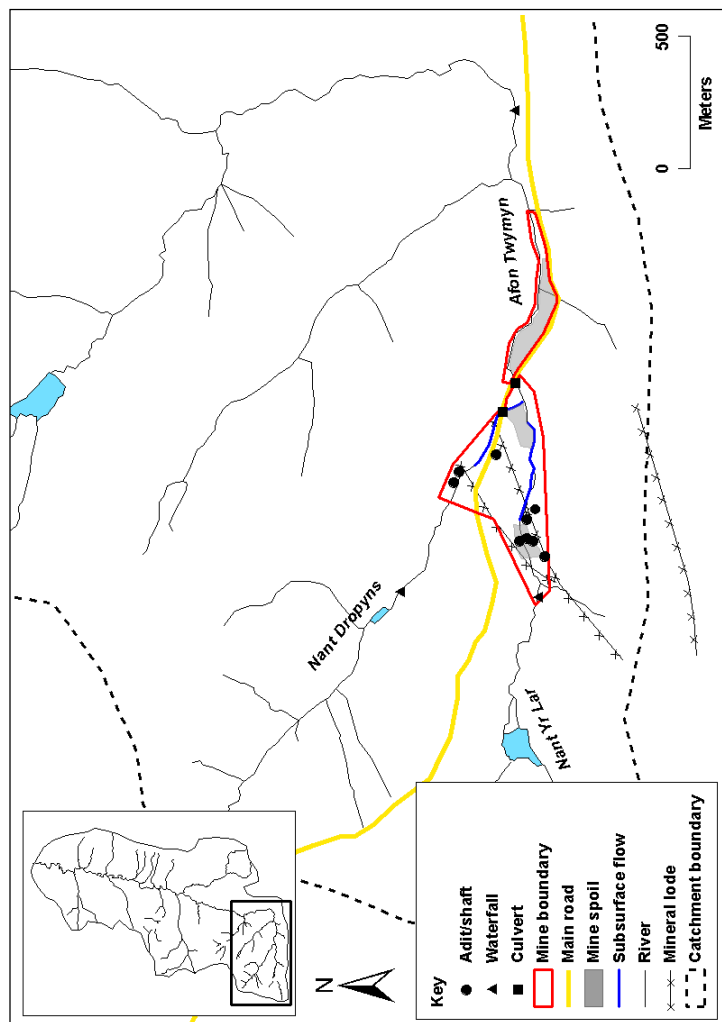 N
Key
Adit/shaft
Waterfall
Culvert
Mine boundary
Main road
Mine spoil
Subsurface flow
River
Mineral lode
Catchment boundary
Nant Yr Lar
Nant Dropyns
Afon Twymyn
0 500
Meters